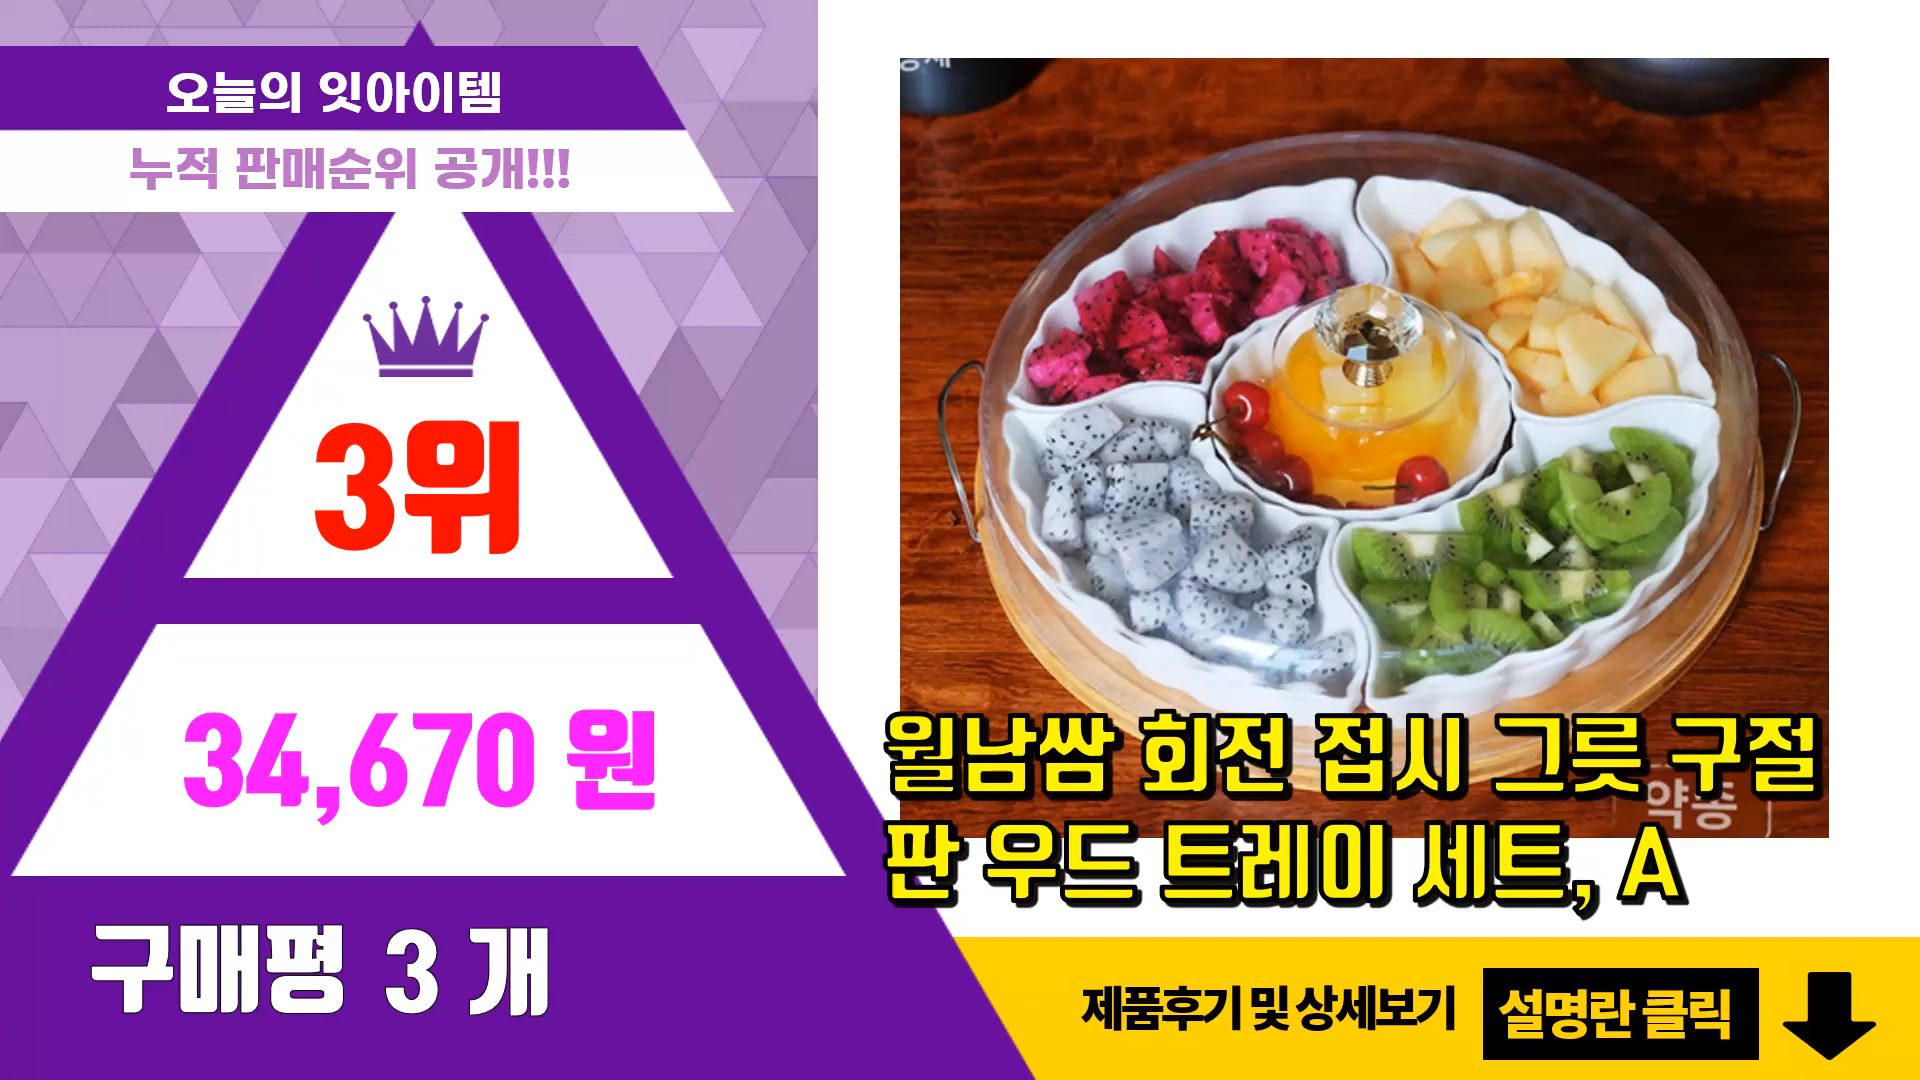 오늘의 잇아이템
누적 판매순위 공개!!!
3위
34,670 원
구매평 3 개
월남쌈 회전 접시 그릇 구절
판 우드 트레이 세트, A
제품후기 및 상세보기
설명란 클릭